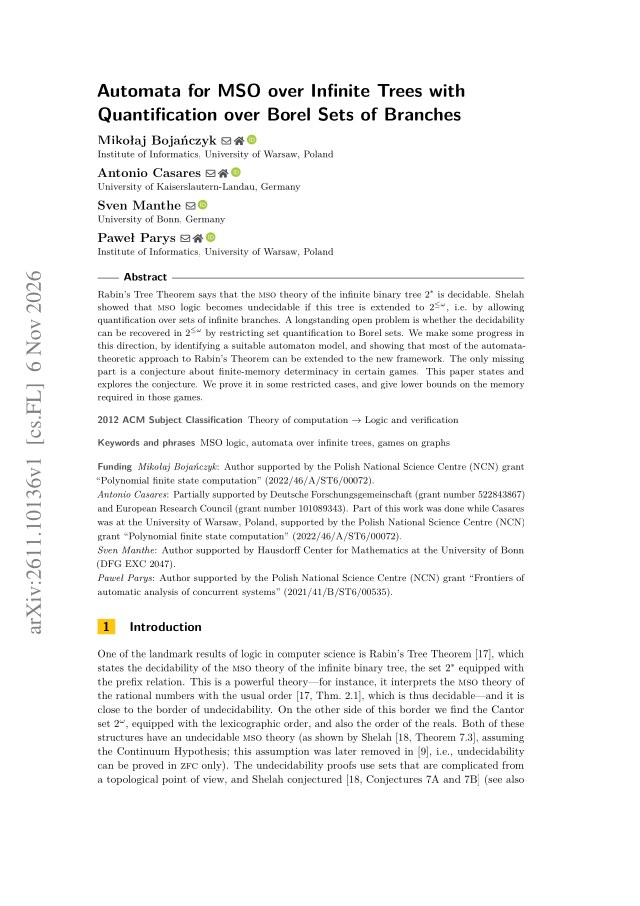 arXiv:2611.10136v1 [cs.FL] 6 Nov 2026
Automata for MSO over Infinite Trees with
Quantification over Borel Sets of Branches
Mikołaj Bojańczyk
Institute of Informatics, University of Warsaw, Poland
Antonio Casares
University of Kaiserslautern-Landau, Germany
Sven Manthe
University of Bonn, Germany
Paweł Parys
Institute of Informatics, University of Warsaw, Poland
Abstract
Rabin's Tree Theorem says that the MSO theory of the infinite binary tree 2* is decidable. Shelah
showed that MSO logic becomes undecidable if this tree is extended to 2^≤ω, i.e. by allowing
quantification over sets of infinite branches. A longstanding open problem is whether the decidability
can be recovered in 2^≤ω by restricting set quantification to Borel sets. We make some progress in
this direction, by identifying a suitable automaton model, and showing that most of the automata-
theoretic approach to Rabin's Theorem can be extended to the new framework. The only missing
part is a conjecture about finite-memory determinacy in certain games. This paper states and
explores the conjecture. We prove it in some restricted cases, and give lower bounds on the memory
required in those games.
2012 ACM Subject Classification Theory of computation → Logic and verification
Keywords and phrases MSO logic, automata over infinite trees, games on graphs
Funding Mikołaj Bojańczyk: Author supported by the Polish National Science Centre (NCN) grant
“Polynomial finite state computation” (2022/46/A/ST6/00072).
Antonio Casares: Partially supported by Deutsche Forschungsgemeinschaft (grant number 522843867)
and European Research Council (grant number 101089343). Part of this work was done while Casares
was at the University of Warsaw, Poland, supported by the Polish National Science Centre (NCN)
grant “Polynomial finite state computation” (2022/46/A/ST6/00072).
Sven Manthe: Author supported by Hausdorff Center for Mathematics at the University of Bonn
(DFG EXC 2047).
Paweł Parys: Author supported by the Polish National Science Centre (NCN) grant “Frontiers of
automatic analysis of concurrent systems” (2021/41/B/ST6/00535).
1 Introduction
One of the landmark results of logic in computer science is Rabin's Tree Theorem [17], which
states the decidability of the MSO theory of the infinite binary tree, the set 2* equipped with
the prefix relation. This is a powerful theory—for instance, it interprets the MSO theory of
the rational numbers with the usual order [17, Thm. 2.1], which is thus decidable—and it is
close to the border of undecidability. On the other side of this border we find the Cantor
set 2^ω, equipped with the lexicographic order, and also the order of the reals. Both of these
structures have an undecidable MSO theory (as shown by Shelah [18, Theorem 7.3], assuming
the Continuum Hypothesis; this assumption was later removed in [9], i.e., undecidability
can be proved in ZFC only). The undecidability proofs use sets that are complicated from
a topological point of view, and Shelah conjectured [18, Conjectures 7A and 7B] (see also